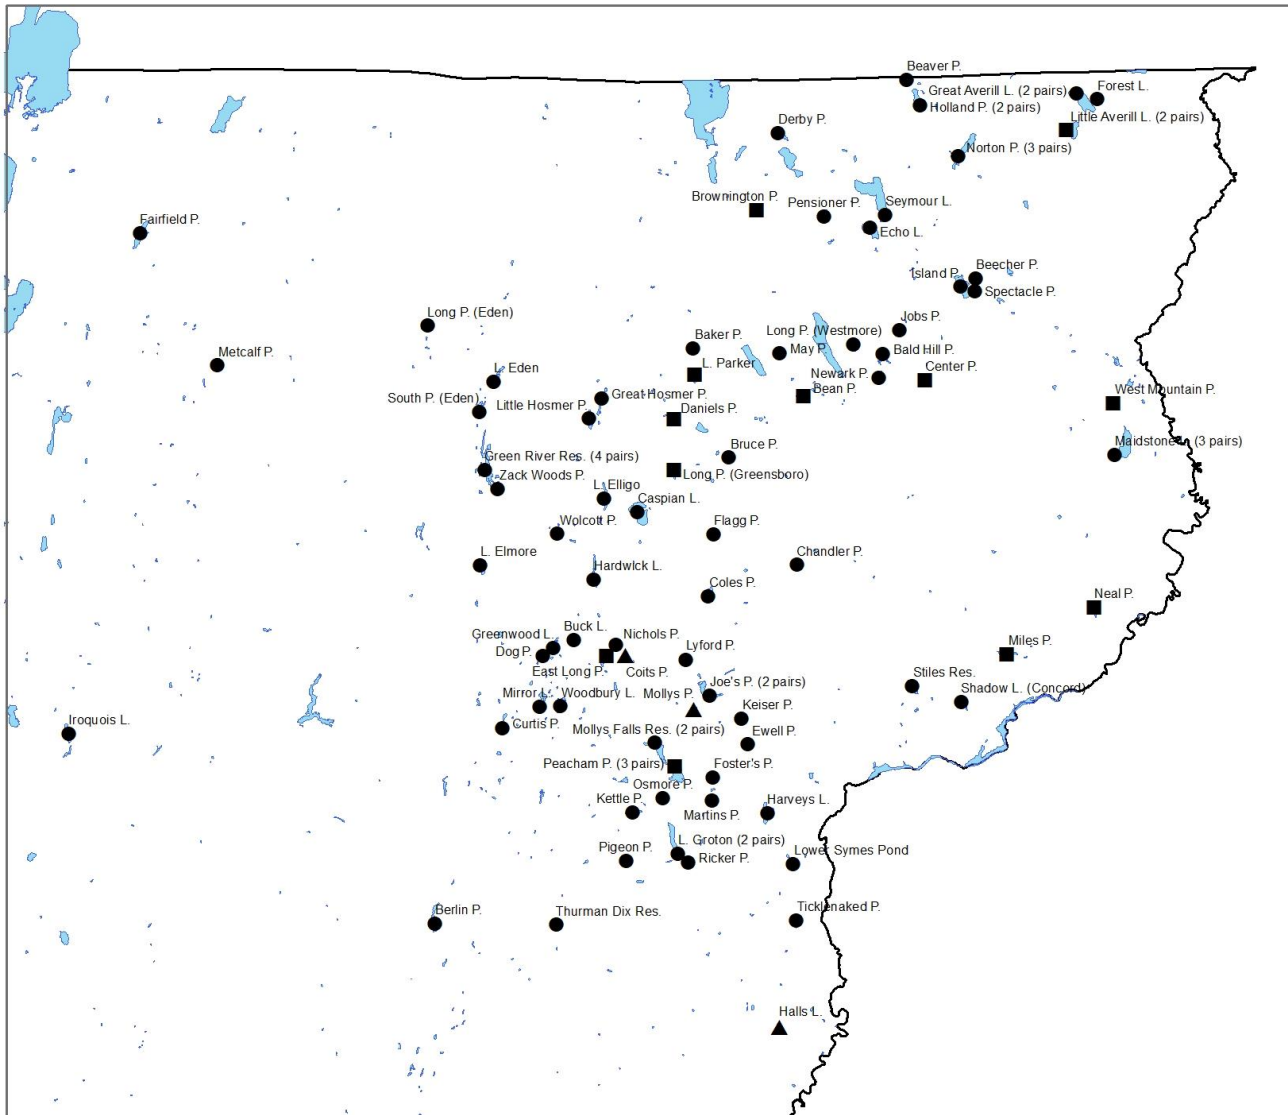 Beaver P.
Great Averill L. (2 pairs)
Forest L.
Holland P. (2 pairs)
Little Averill L. (2 pairs)
Derby P.
Norton P. (3 pairs)
Brownington P.
Pensioner P.
Seymour L.
Echo L.
Fairfield P.
Beecher P.
Island P.
Spectacle P.
Long P. (Eden)
Jobs P.
Baker P.
Long P. (Westmore)
May P.
Bald Hill P.
Metcalf P.
L. Parker
L. Eden
Newark P.
Center P.
Bean P.
West Mountain P.
South P. (Eden)
Little Hosmer P.
Great Hosmer P.
Daniels P.
Maidstone L. (3 pairs)
Bruce P.
Green River Res. (4 pairs)
Zack Woods P.
Long P. (Greensboro)
L. Elligo
Caspian L.
Wolcott P.
Flagg P.
L. Elmore
Hardwick L.
Chandler P.
Coles P.
Neal P.
Buck L.
Greenwood L.
Nichols P.
Dog P.
Lyford P.
Miles P.
East Long P.
Coits P.
Stiles Res.
Joe's P. (2 pairs)
Mirror L.
Woodbury L.
Mollys P.
Shadow L. (Concord)
Iroquois L.
Keiser P.
Curtis P.
Mollys Falls Res. (2 pairs)
Ewell P.
Peacham P. (3 pairs)
Foster's P.
Osmore P.
Kettle P.
Martins P.
Harveys L.
L. Groton (2 pairs)
Pigeon P.
Ricker P.
Lower Symes Pond
Berlin P.
Thurman Dix Res.
Ticklenaked P.
Halls L.